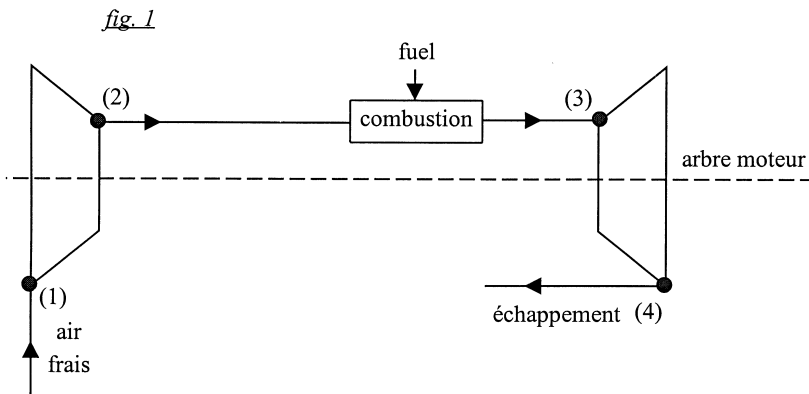 fig. 1
fuel
(2)
(3)
combustion
arbre moteur
(1)
échappement (4)
air
frais